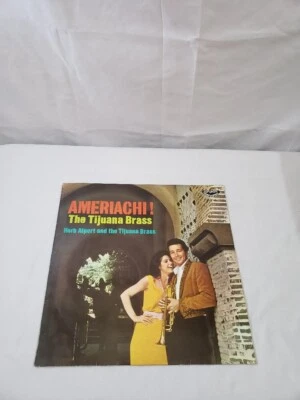 AMERIACHI!
The Tijuana Brass
Herb Alpert and the Tijuana Brass